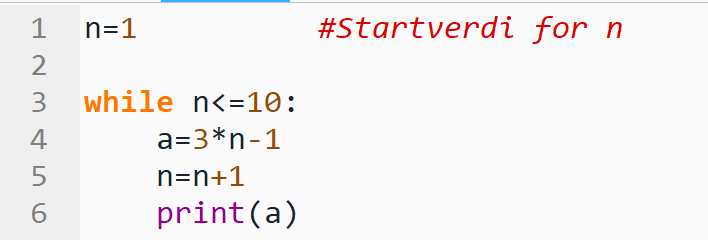 1 n=1 #Startverdi for n
2
3 while n<=10:
4 a=3*n-1
5 n=n+1
6 print(a)